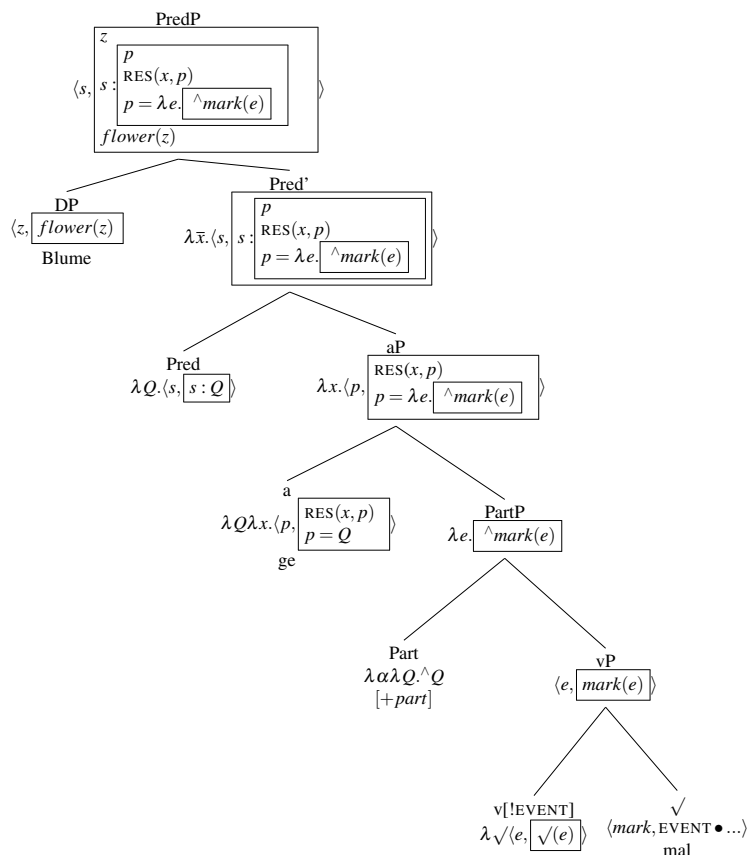 PredP
z
p
RES(x, p)
⟨s, s : p = λe. ^mark(e) ⟩
flower(z)
DP
⟨z, flower(z)
Blume
Pred'
p
RES(x, p)
λx̄.⟨s, s : p = λe. ^mark(e) ⟩
Pred
λQ.⟨s, s : Q ⟩
aP
RES(x, p)
λx.⟨p, p = λe. ^mark(e) ⟩
a
RES(x, p)
λQλx.⟨p, p = Q ⟩
ge
PartP
λe. ^mark(e)
Part
λαλQ.^Q
[+part]
vP
⟨e, mark(e) ⟩
v[!EVENT]
λ√⟨e, √(e) ⟩
√
⟨mark, EVENT • ...⟩
mal